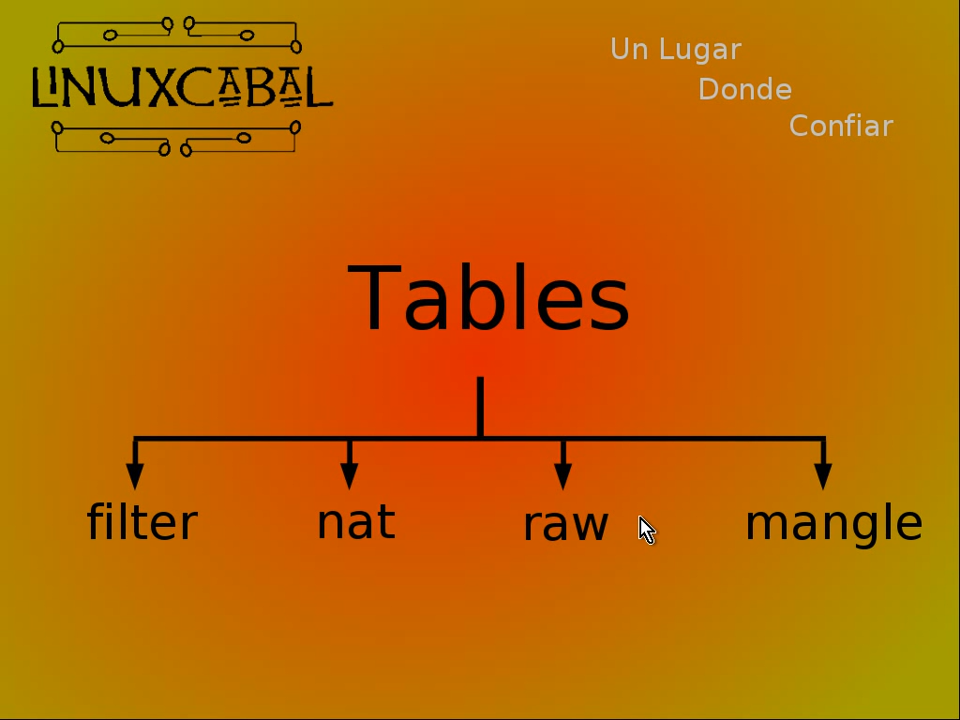 LINUXCABAL
Un Lugar
Donde
Confiar
Tables
filter nat raw mangle